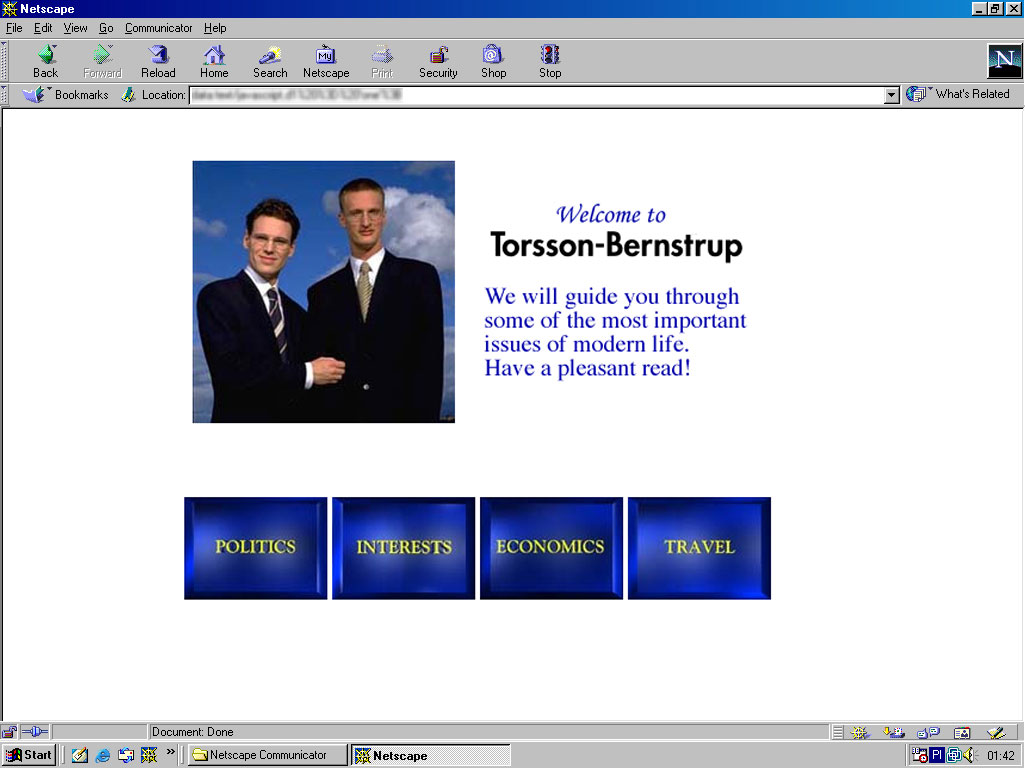 Netscape
File Edit View Go Communicator Help
Back Forward Reload Home Search Netscape Print Security Shop Stop
My
N
Bookmarks Location: What's Related
Welcome to
Torsson-Bernstrup
We will guide you through
some of the most important
issues of modern life.
Have a pleasant read!
POLITICS INTERESTS ECONOMICS TRAVEL
Document: Done
Start Netscape Communicator Netscape Pl 01:42